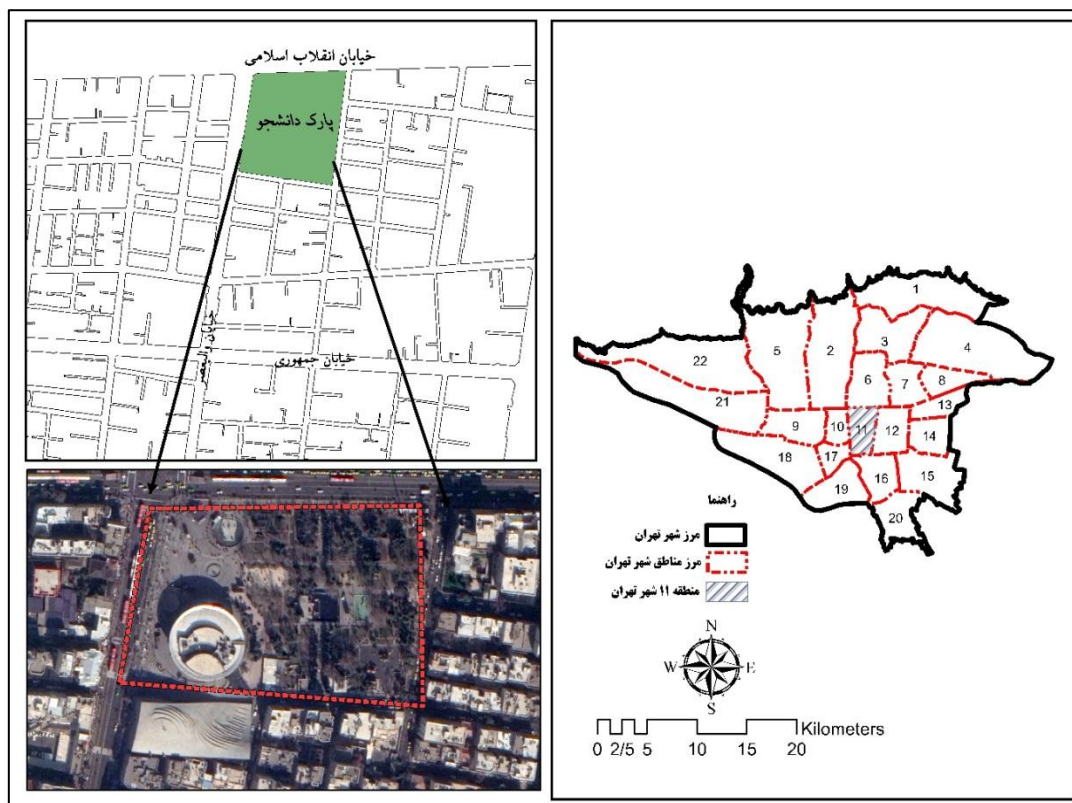 خیابان انقلاب اسلامی
پارک دانشجو
خیابان ولیعصر
خیابان جمهوری
1
2
3
4
5
6
7
8
9
10
11
12
13
14
15
16
17
18
19
20
21
22
راهنما
مرز شهر تهران
مرز مناطق شهر تهران
منطقه ۱۱ شهر تهران
N
W E
S
Kilometers
0 2/5 5 10 15 20